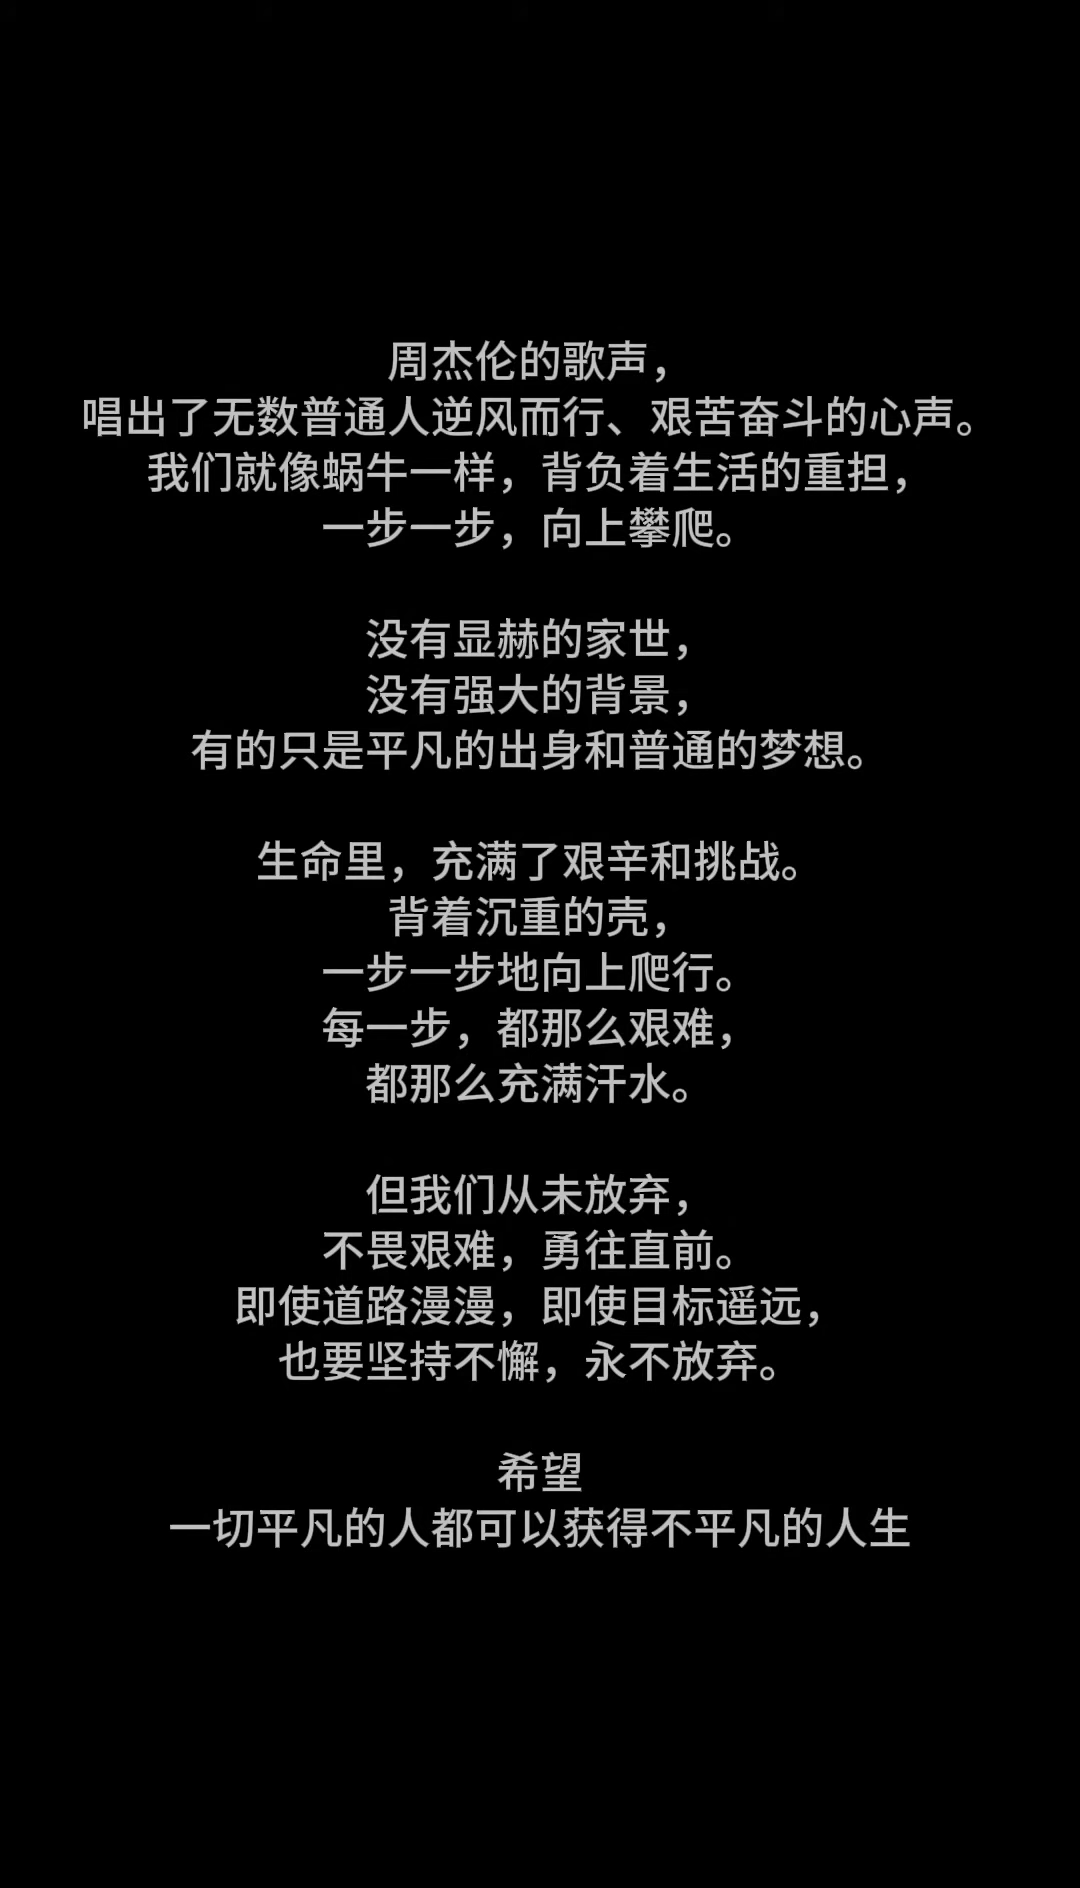 周杰伦的歌声，
唱出了无数普通人逆风而行、艰苦奋斗的心声。
我们就像蜗牛一样，背负着生活的重担，
一步一步，向上攀爬。
没有显赫的家世，
没有强大的背景，
有的只是平凡的出身和普通的梦想。
生命里，充满了艰辛和挑战。
背着沉重的壳，
一步一步地向上爬行。
每一步，都那么艰难，
都那么充满汗水。
但我们从未放弃，
不畏艰难，勇往直前。
即使道路漫漫，即使目标遥远，
也要坚持不懈，永不放弃。
希望
一切平凡的人都可以获得不平凡的人生